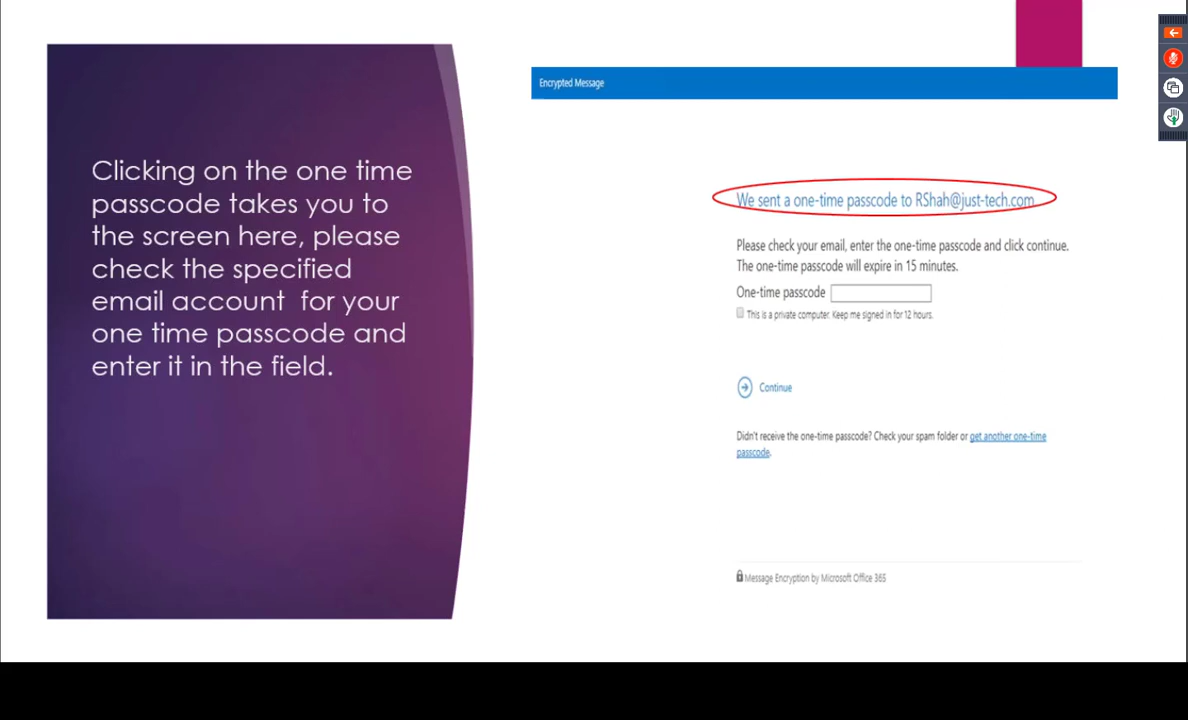 Clicking on the one time
passcode takes you to
the screen here, please
check the specified
email account  for your
one time passcode and
enter it in the field.
Encrypted Message
We sent a one-time passcode to RShah@just-tech.com
Please check your email, enter the one-time passcode and click continue.
The one-time passcode will expire in 15 minutes.
One-time passcode
This is a private computer. Keep me signed in for 12 hours.
Continue
Didn't receive the one-time passcode? Check your spam folder or get another one-time
passcode.
Message Encryption by Microsoft Office 365